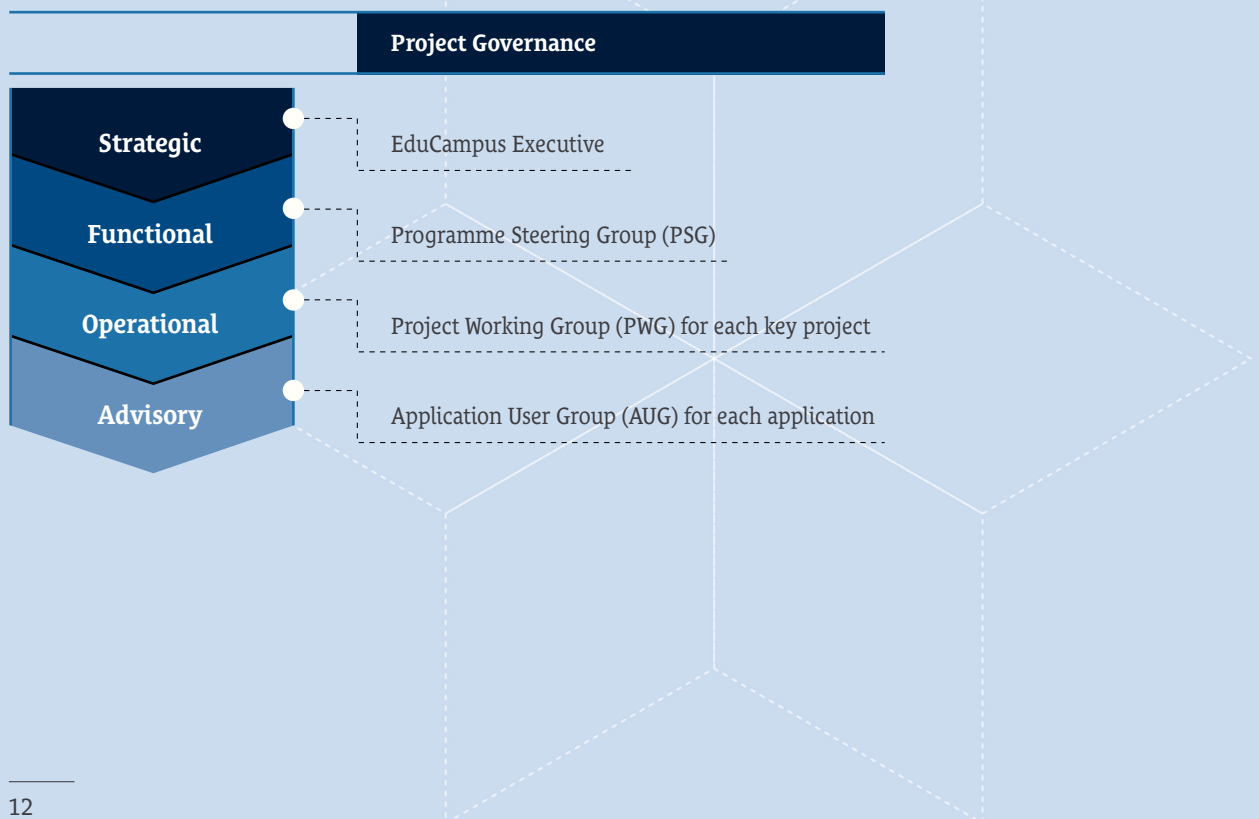 Project Governance
Strategic
EduCampus Executive
Functional
Programme Steering Group (PSG)
Operational
Project Working Group (PWG) for each key project
Advisory
Application User Group (AUG) for each application
12